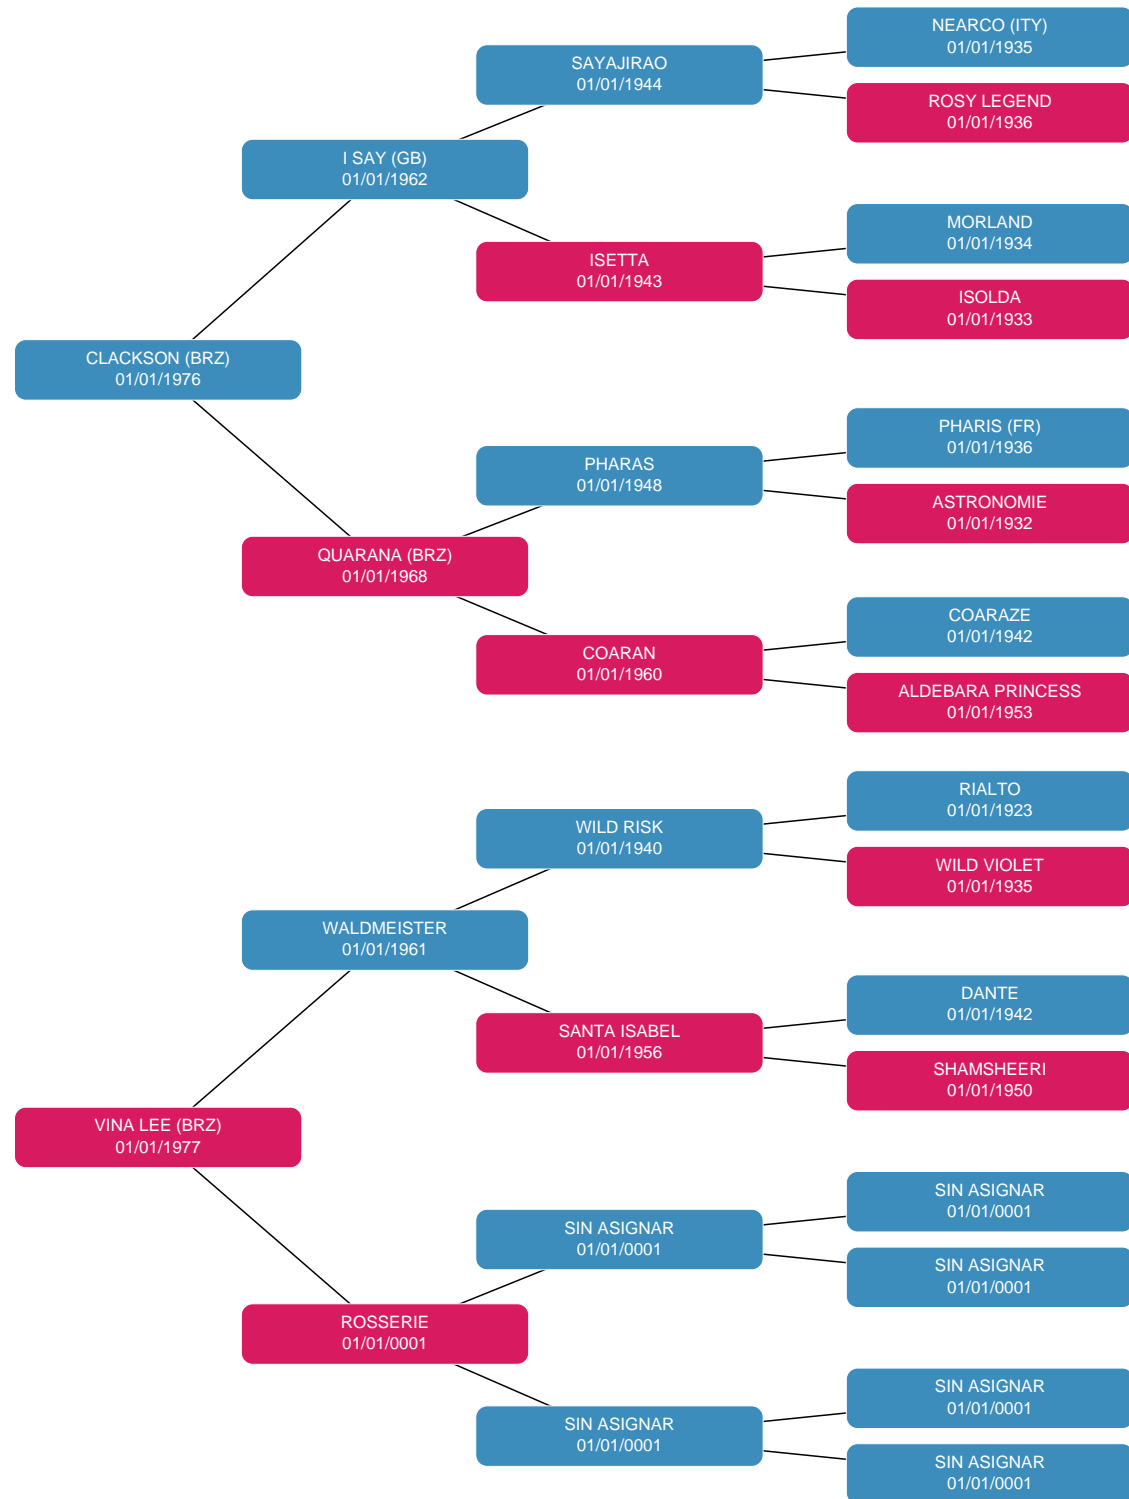 NEARCO (ITY)
01/01/1935
SAYAJIRAO
01/01/1944
ROSY LEGEND
01/01/1936
I SAY (GB)
01/01/1962
MORLAND
01/01/1934
ISETTA
01/01/1943
ISOLDA
01/01/1933
CLACKSON (BRZ)
01/01/1976
PHARIS (FR)
01/01/1936
PHARAS
01/01/1948
ASTRONOMIE
01/01/1932
QUARANA (BRZ)
01/01/1968
COARAZE
01/01/1942
COARAN
01/01/1960
ALDEBARA PRINCESS
01/01/1953
RIALTO
01/01/1923
WILD RISK
01/01/1940
WILD VIOLET
01/01/1935
WALDMEISTER
01/01/1961
DANTE
01/01/1942
SANTA ISABEL
01/01/1956
SHAMSHEERI
01/01/1950
VINA LEE (BRZ)
01/01/1977
SIN ASIGNAR
01/01/0001
SIN ASIGNAR
01/01/0001
SIN ASIGNAR
01/01/0001
ROSSERIE
01/01/0001
SIN ASIGNAR
01/01/0001
SIN ASIGNAR
01/01/0001
SIN ASIGNAR
01/01/0001